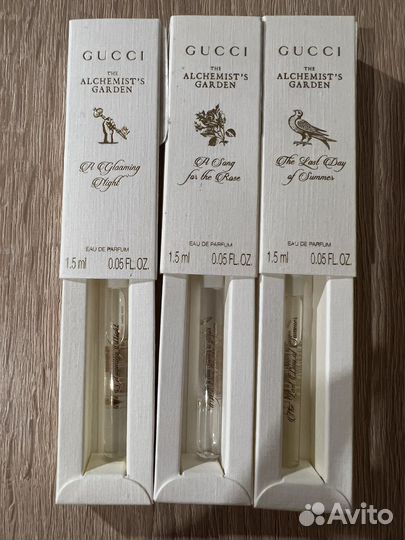 GUCCI
THE
ALCHEMIST'S
GARDEN
A Gloaming
Night
EAU DE PARFUM
1.5 ml 0.05 FL.OZ.
GUCCI
THE
ALCHEMIST'S
GARDEN
A Song
for the Rose
EAU DE PARFUM
1.5 ml 0.05 FL.OZ.
GUCCI
THE
ALCHEMIST'S
GARDEN
The Last Day
of Summer
EAU DE PARFUM
1.5 ml 0.05 FL.OZ.
Avito